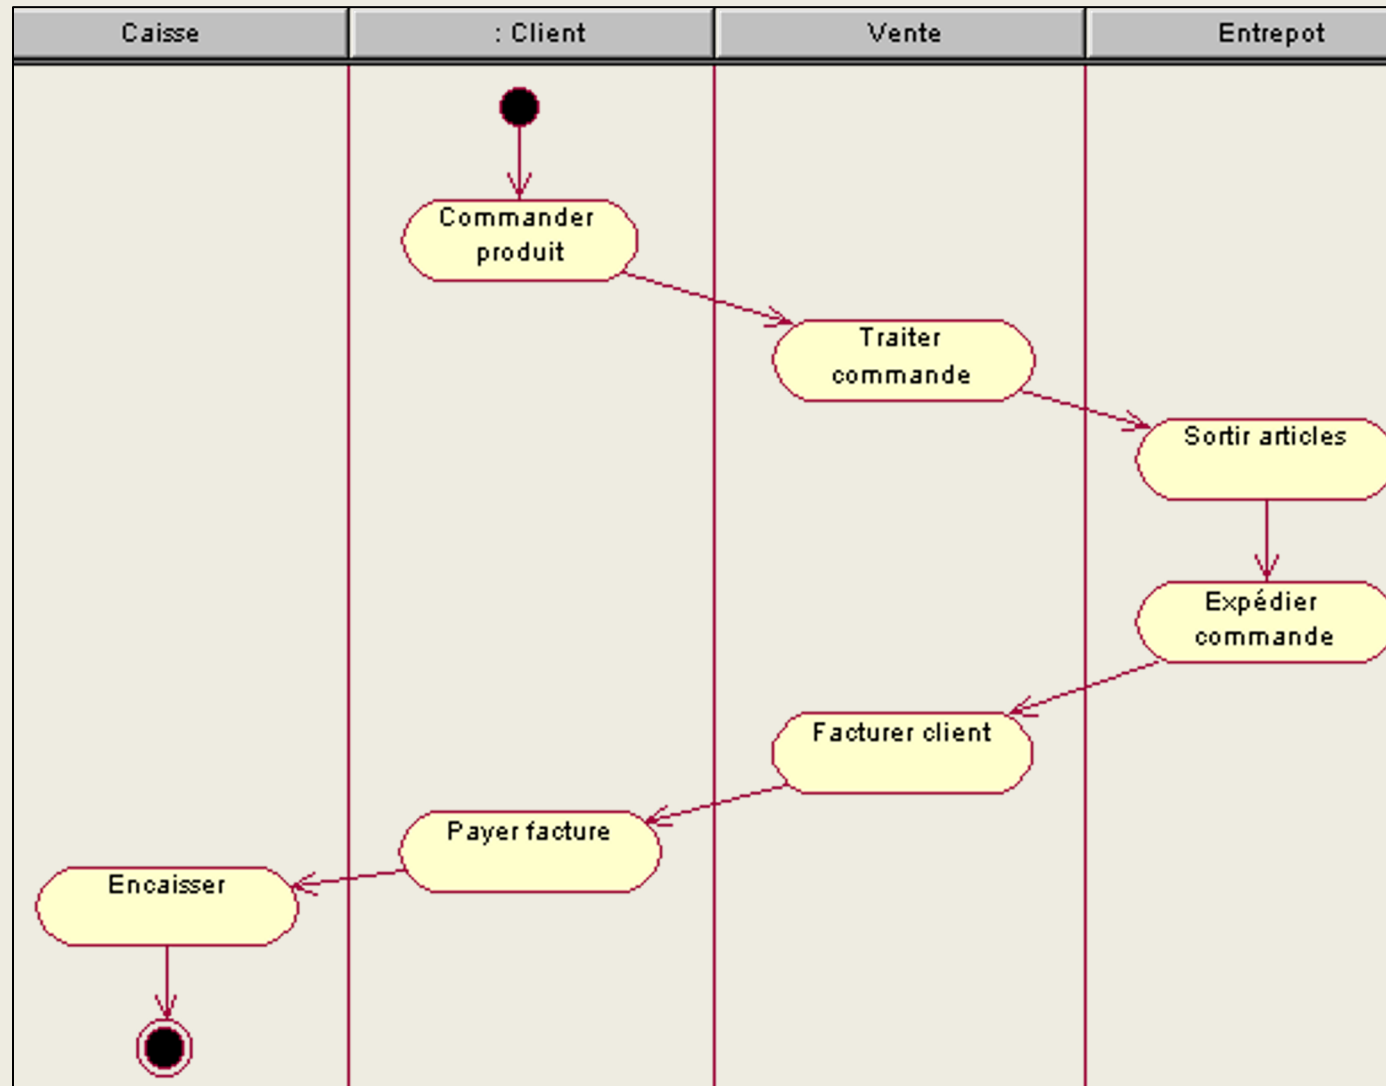 Caisse
: Client
Vente
Entrepot
Commander
produit
Traiter
commande
Sortir articles
Expédier
commande
Facturer client
Payer facture
Encaisser